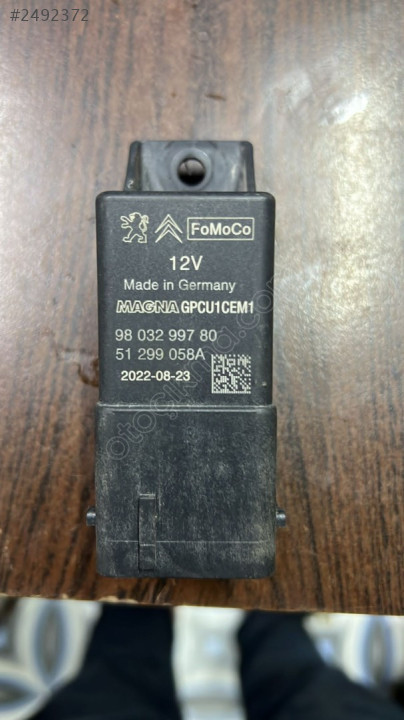 #2492372
FoMoCo
12V
Made in Germany
MAGNA GPCU1CEM1
98 032 997 80
51 299 058A
2022-08-23